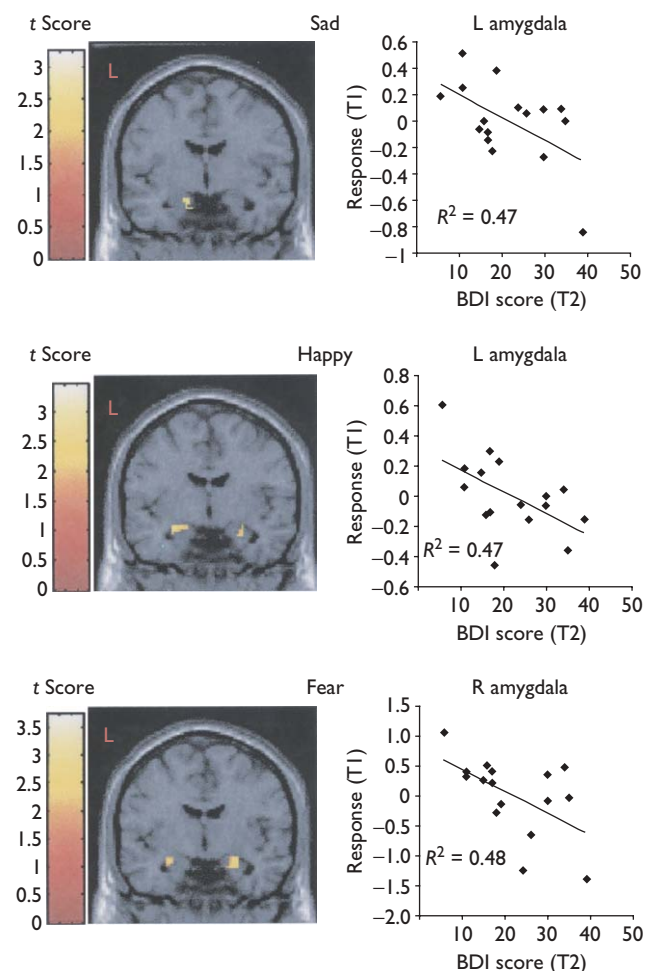 t Score
Sad
L amygdala
3
2.5
2
1.5
1
0.5
0
L
Response (T1)
0.6
0.4
0.2
0
−0.2
−0.4
−0.6
−0.8
−1
R² = 0.47
10 20 30 40 50
BDI score (T2)
t Score
Happy
L amygdala
3
2.5
2
1.5
1
0.5
0
L
Response (T1)
0.8
0.6
0.4
0.2
0
−0.2
−0.4
−0.6
R² = 0.47
10 20 30 40 50
BDI score (T2)
t Score
Fear
R amygdala
3.5
3
2.5
2
1.5
1
0.5
0
L
Response (T1)
1.5
1.0
0.5
0
−0.5
−1.0
−1.5
−2.0
R² = 0.48
10 20 30 40 50
BDI score (T2)